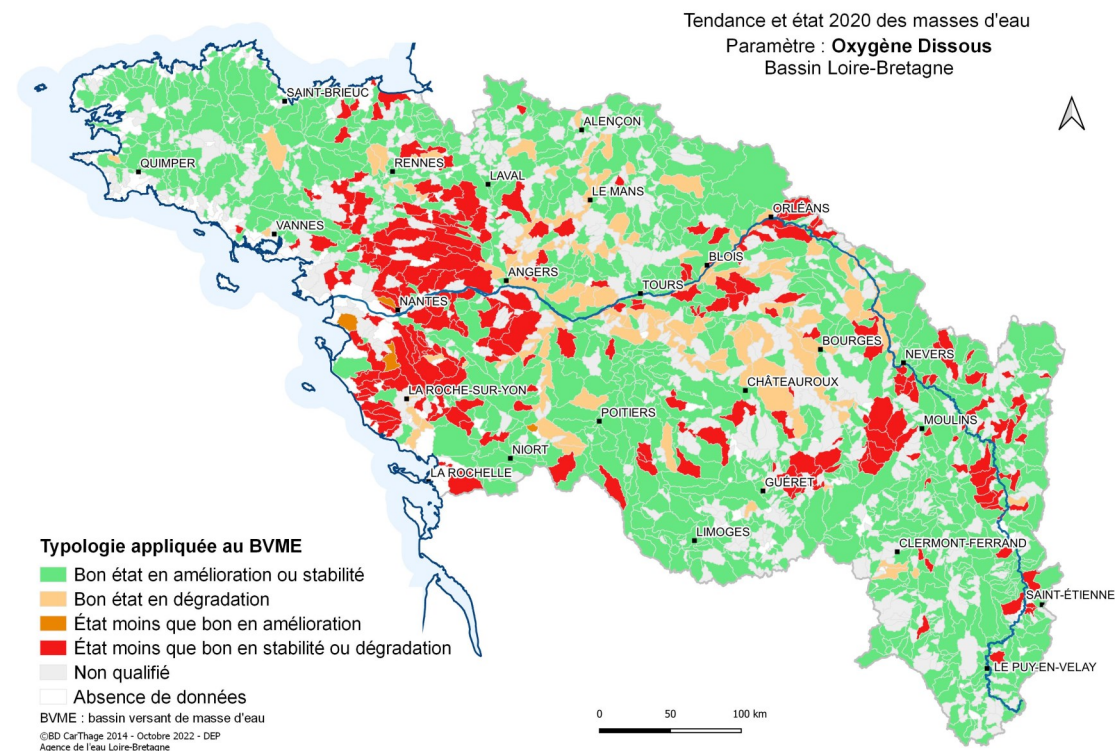 Tendance et état 2020 des masses d'eau
Paramètre : Oxygène Dissous
Bassin Loire-Bretagne
SAINT-BRIEUC
ALENÇON
QUIMPER
RENNES
LAVAL
LE MANS
ORLÉANS
VANNES
BLOIS
ANGERS
TOURS
NANTES
BOURGES
NEVERS
CHÂTEAUROUX
LA ROCHE-SUR-YON
POITIERS
MOULINS
NIORT
LA ROCHELLE
GUÉRET
LIMOGES
CLERMONT-FERRAND
SAINT-ÉTIENNE
LE PUY-EN-VELAY
Typologie appliquée au BVME
Bon état en amélioration ou stabilité
Bon état en dégradation
État moins que bon en amélioration
État moins que bon en stabilité ou dégradation
Non qualifié
Absence de données
BVME : bassin versant de masse d'eau
©BD CarThage 2014 - Octobre 2022 - DEP
Agence de l'eau Loire-Bretagne
0 50 100 km